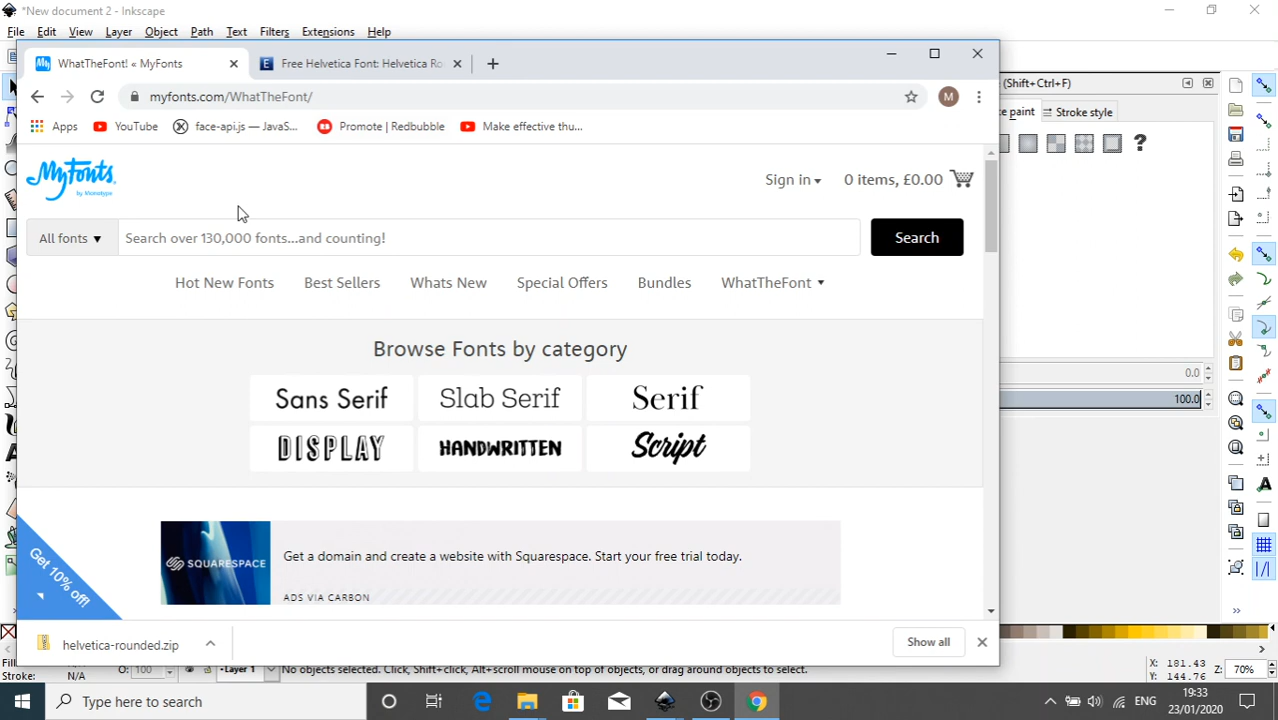 *New document 2 - Inkscape
File Edit View Layer Object Path Text Filters Extensions Help
WhatTheFont! « MyFonts
Free Helvetica Font: Helvetica Ro
myfonts.com/WhatTheFont/
M
(Shift+Ctrl+F)
Apps YouTube face-api.js — JavaS... Promote | Redbubble Make effective thu...
ce paint Stroke style
MyFonts
by Monotype
Sign in 0 items, £0.00
All fonts Search over 130,000 fonts...and counting! Search
Hot New Fonts Best Sellers Whats New Special Offers Bundles WhatTheFont
Browse Fonts by category
0.0
Sans Serif Slab Serif Serif
100.0
DISPLAY HANDWRITTEN Script
Get 10% off!
SQUARESPACE
Get a domain and create a website with Squarespace. Start your free trial today.
ADS VIA CARBON
helvetica-rounded.zip
Show all
Fil
Stroke: N/A
O: 100
Layer 1
No objects selected. Click, Shift+click, Alt+scroll mouse on top of objects, or drag around objects to select.
X: 181.43
Y: 144.76
Z: 70%
Type here to search
ENG
19:33
23/01/2020